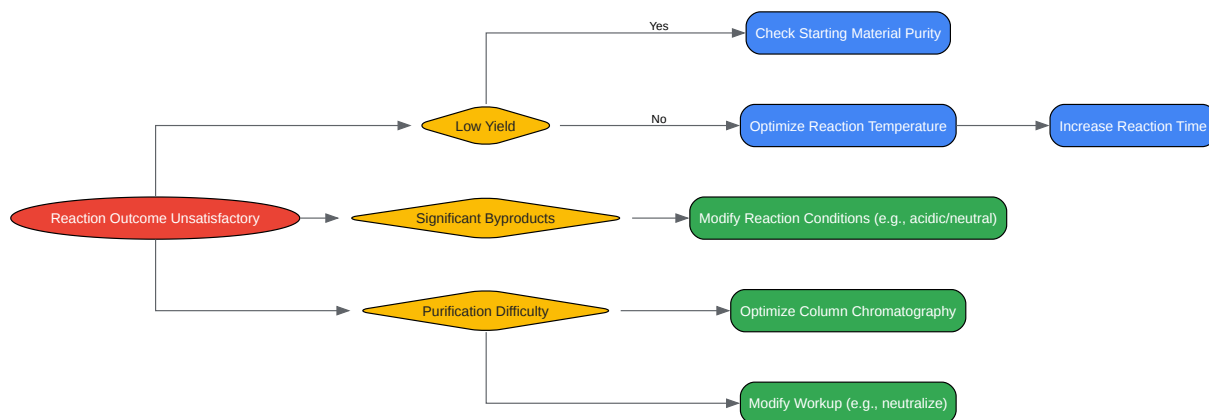 Yes
Check Starting Material Purity
Low Yield
No
Optimize Reaction Temperature
Increase Reaction Time
Reaction Outcome Unsatisfactory
Significant Byproducts
Modify Reaction Conditions (e.g., acidic/neutral)
Purification Difficulty
Optimize Column Chromatography
Modify Workup (e.g., neutralize)